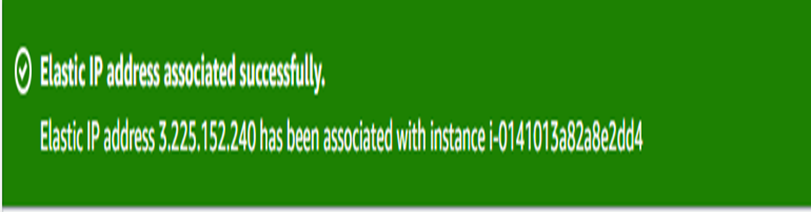 Elastic IP address associated successfully.
Elastic IP address 3.225.152.240 has been associated with instance i-0141013a82a8e2dd4